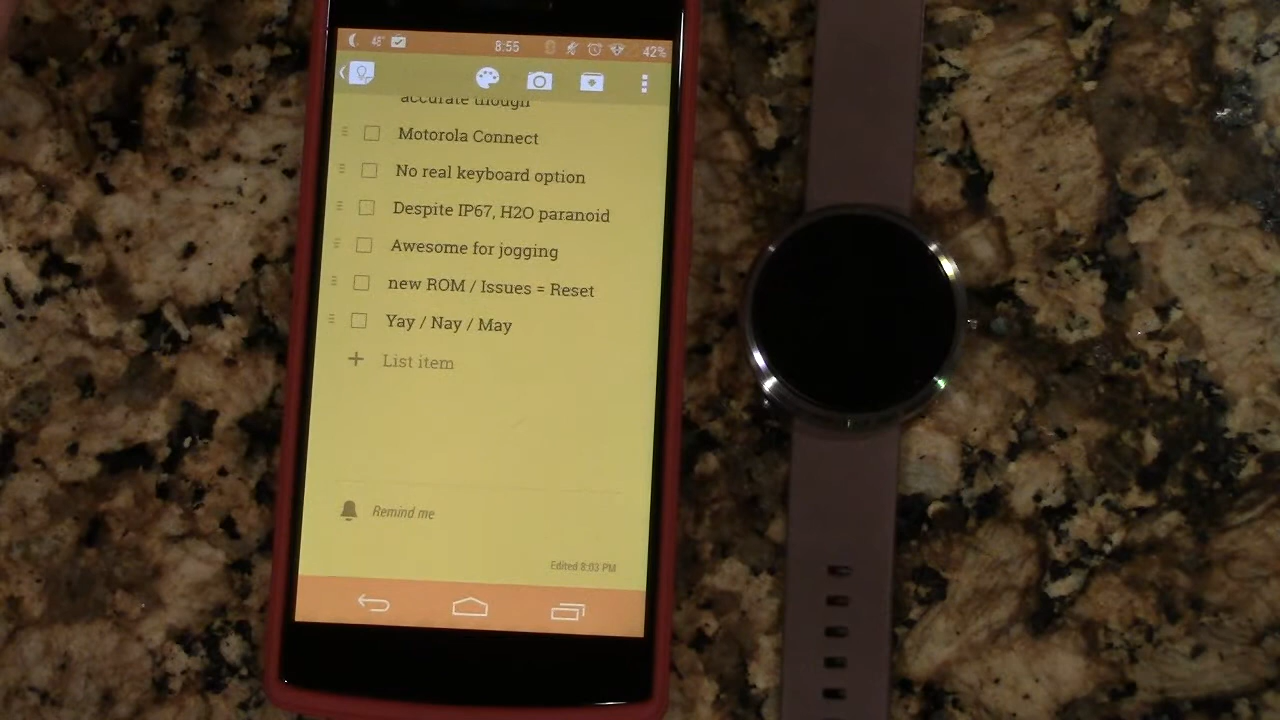 48° 8:55 42%
accurate though
Motorola Connect
No real keyboard option
Despite IP67, H2O paranoid
Awesome for jogging
new ROM / Issues = Reset
Yay / Nay / May
List item
Remind me
Edited 8:03 PM